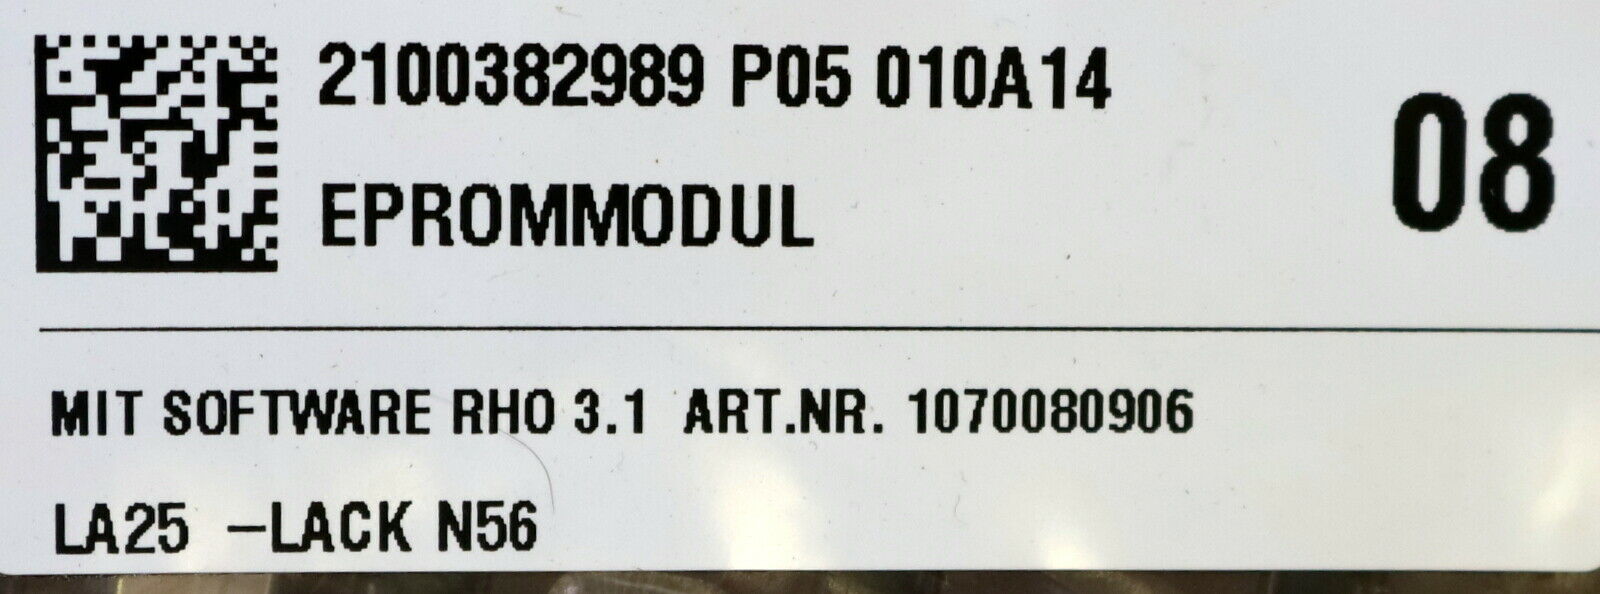 2100382989 P05 010A14
08
EPROMMODUL
MIT SOFTWARE RHO 3.1 ART.NR. 1070080906
LA25 –LACK N56